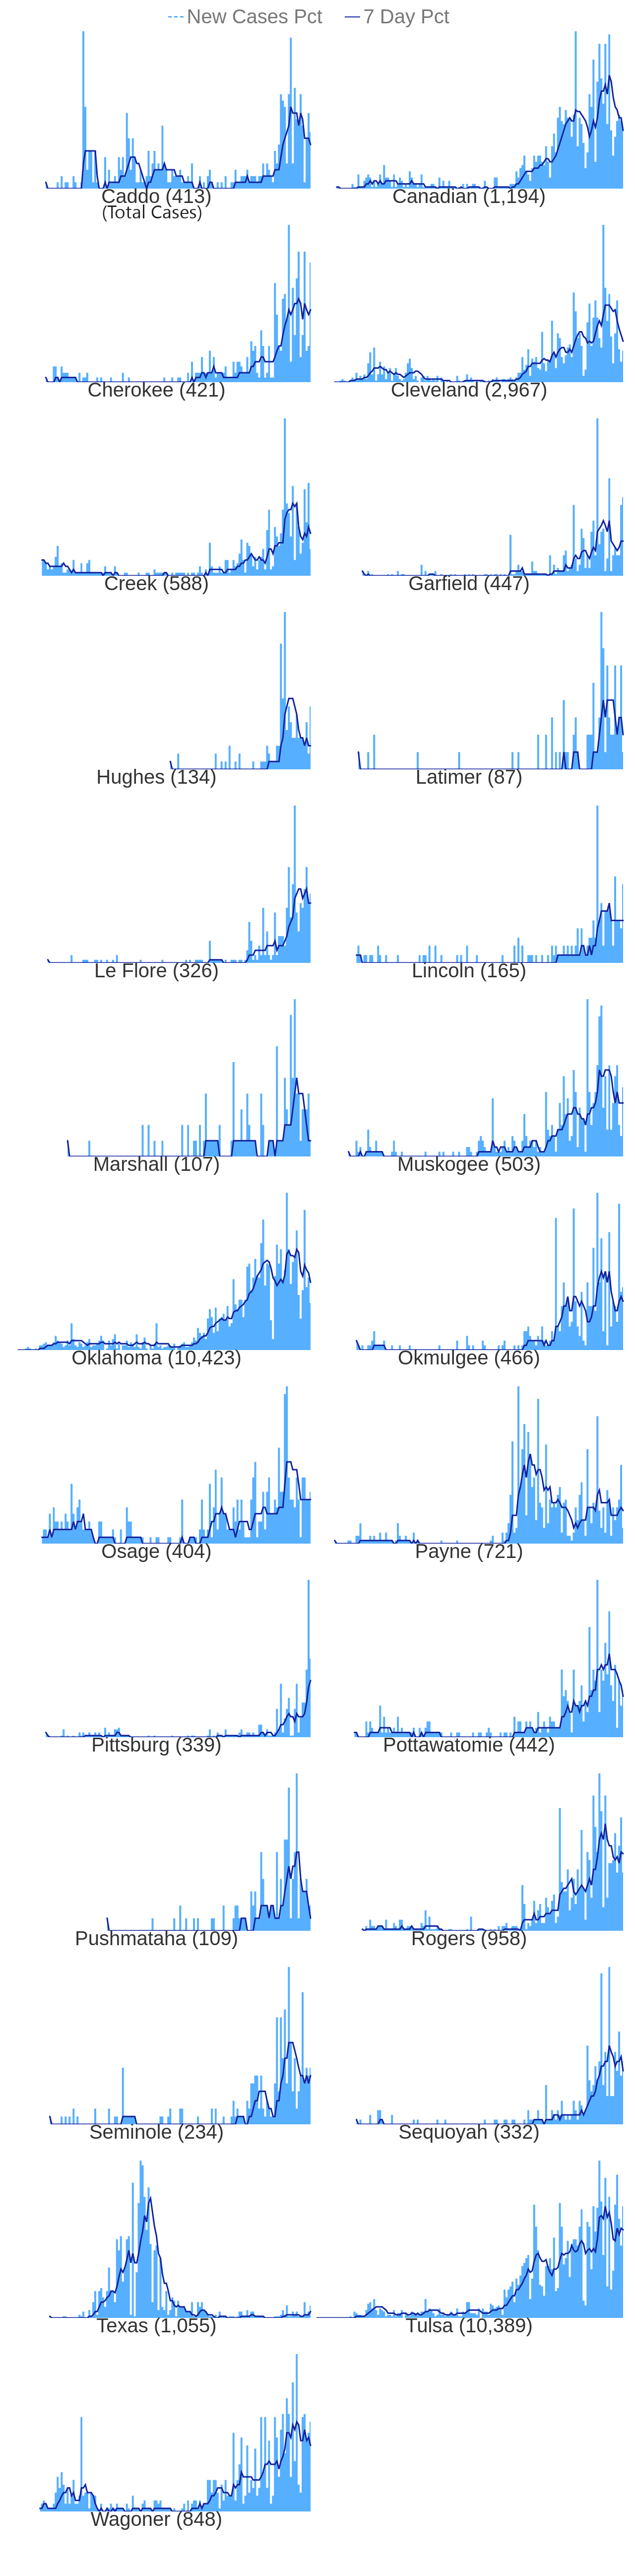 New Cases Pct 7 Day Pct
Caddo (413) Canadian (1,194)
(Total Cases)
Cherokee (421) Cleveland (2,967)
Creek (588) Garfield (447)
Hughes (134) Latimer (87)
Le Flore (326) Lincoln (165)
Marshall (107) Muskogee (503)
Oklahoma (10,423) Okmulgee (466)
Osage (404) Payne (721)
Pittsburg (339) Pottawatomie (442)
Pushmataha (109) Rogers (958)
Seminole (234) Sequoyah (332)
Texas (1,055) Tulsa (10,389)
Wagoner (848)